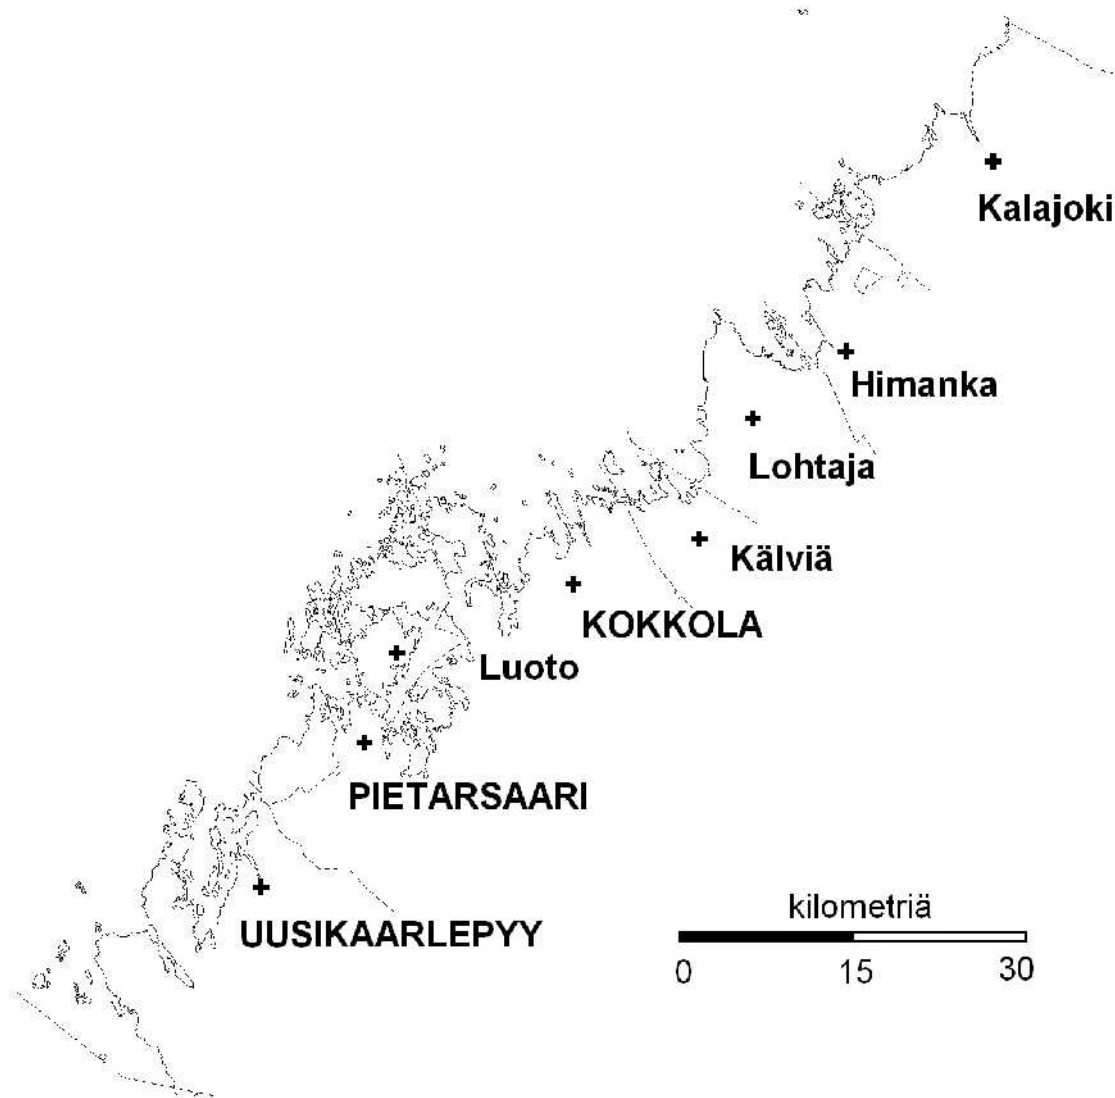 Kalajoki
Himanka
Lohtaja
Kälviä
KOKKOLA
Luoto
PIETARSAARI
UUSIKAARLEPYY
kilometriä
0 15 30